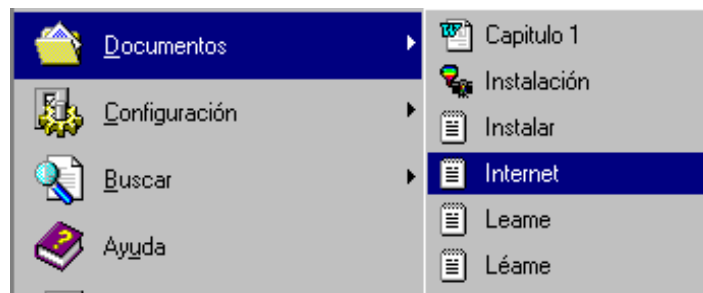 Documentos
Configuración
Buscar
Ayuda
Capitulo 1
Instalación
Instalar
Internet
Leame
Léame